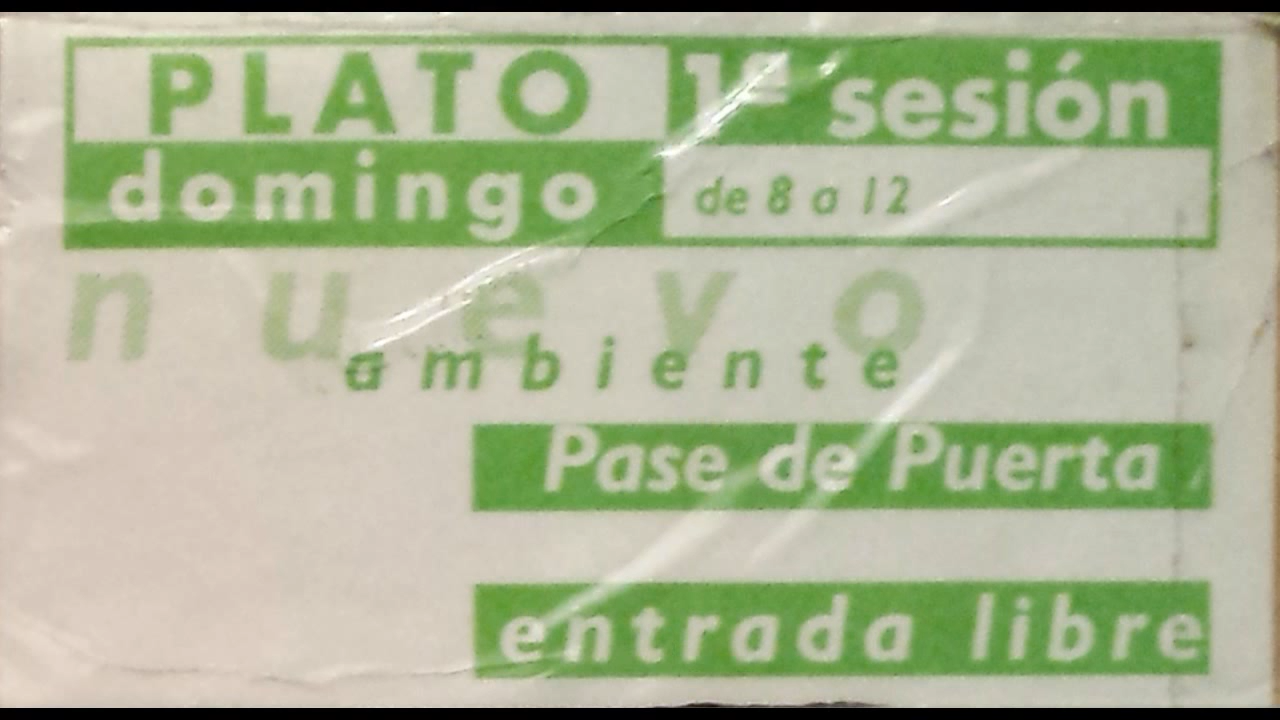 PLATO 1ª sesión
domingo de 8 a 12
nuevo
ambiente
Pase de Puerta
entrada libre